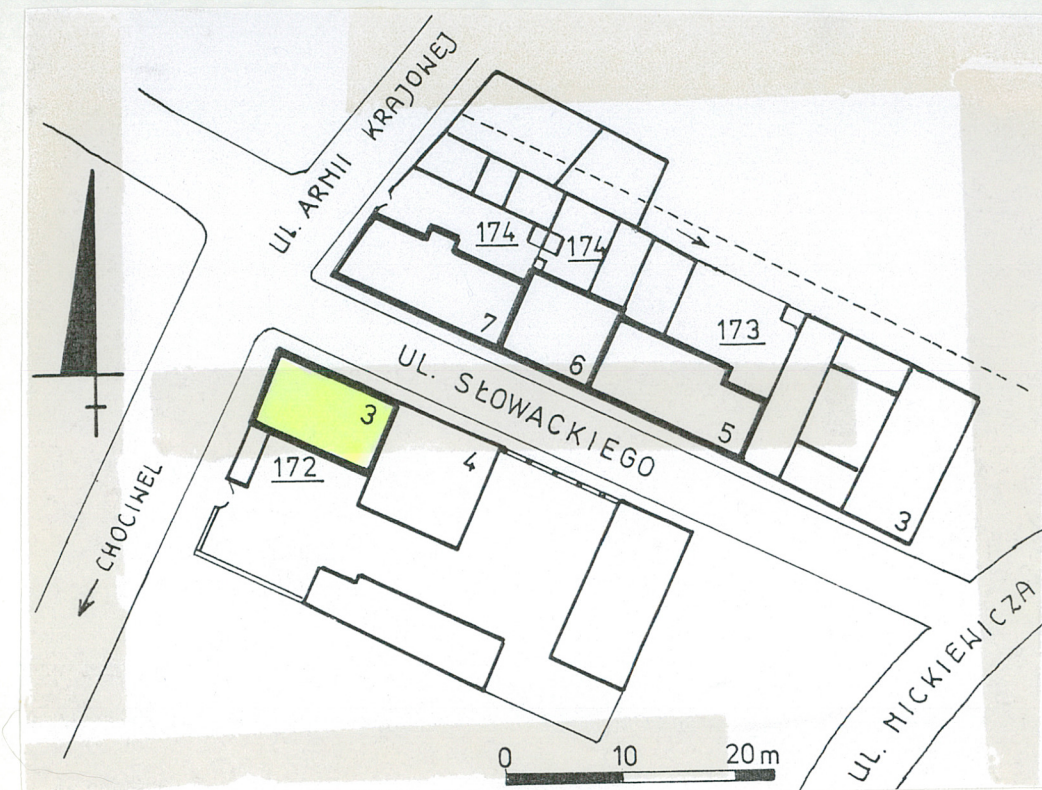 UL. ARMII KRAJOWEJ
174
174
173
7
6
5
3
UL. SŁOWACKIEGO
3
4
172
← CHOCIWEL
UL. MICKIEWICZA
0 10 20 m